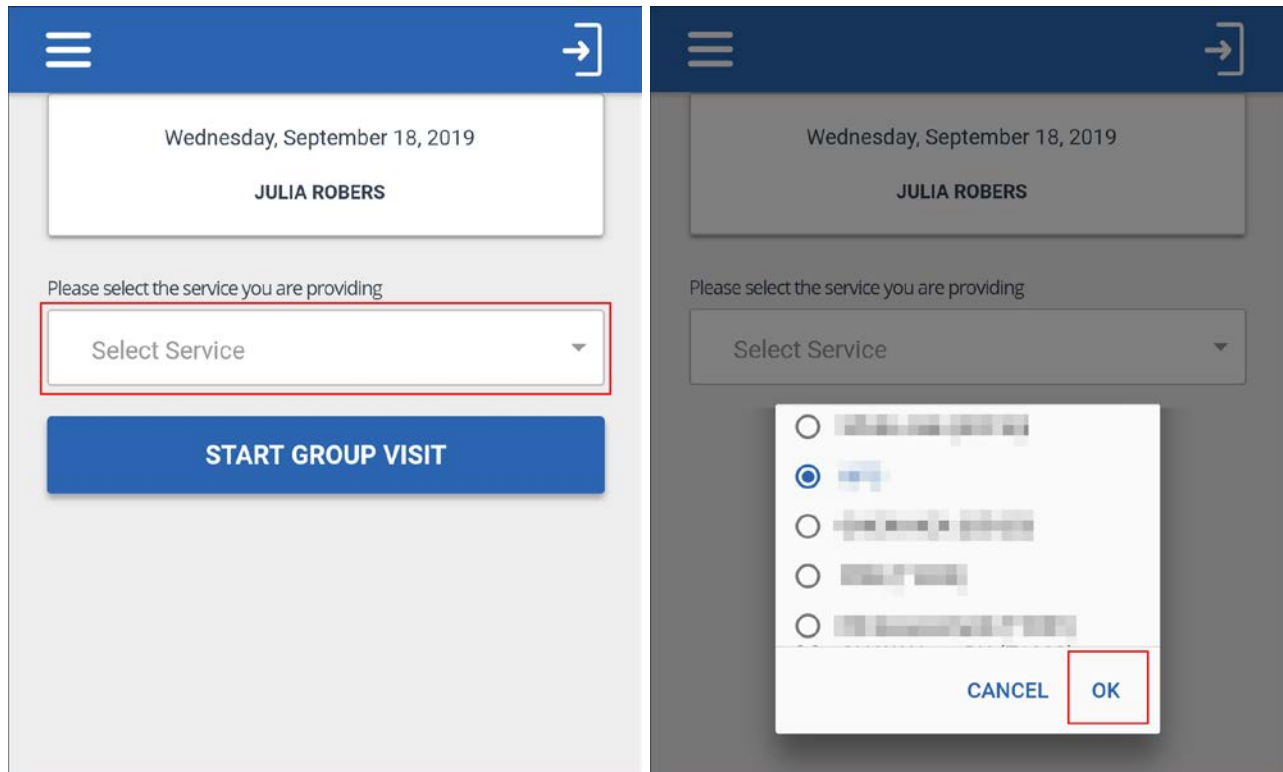 Wednesday, September 18, 2019
JULIA ROBERS
Please select the service you are providing
Select Service
START GROUP VISIT
Wednesday, September 18, 2019
JULIA ROBERS
Please select the service you are providing
Select Service
CANCEL OK